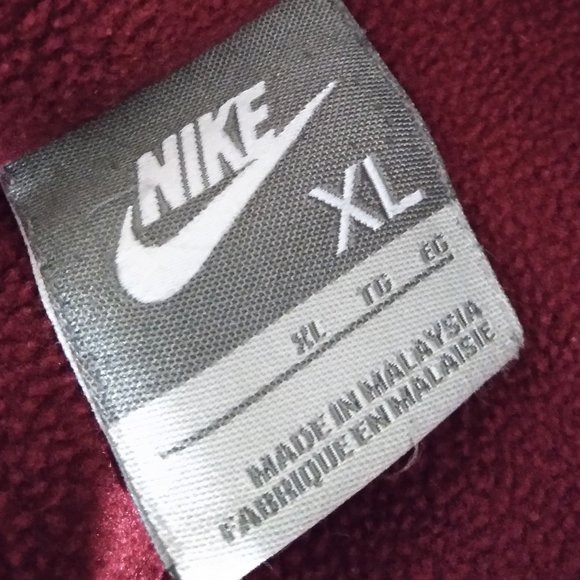 NIKE
XL
XL TG EG
MADE IN MALAYSIA
FABRIQUE EN MALAISIE